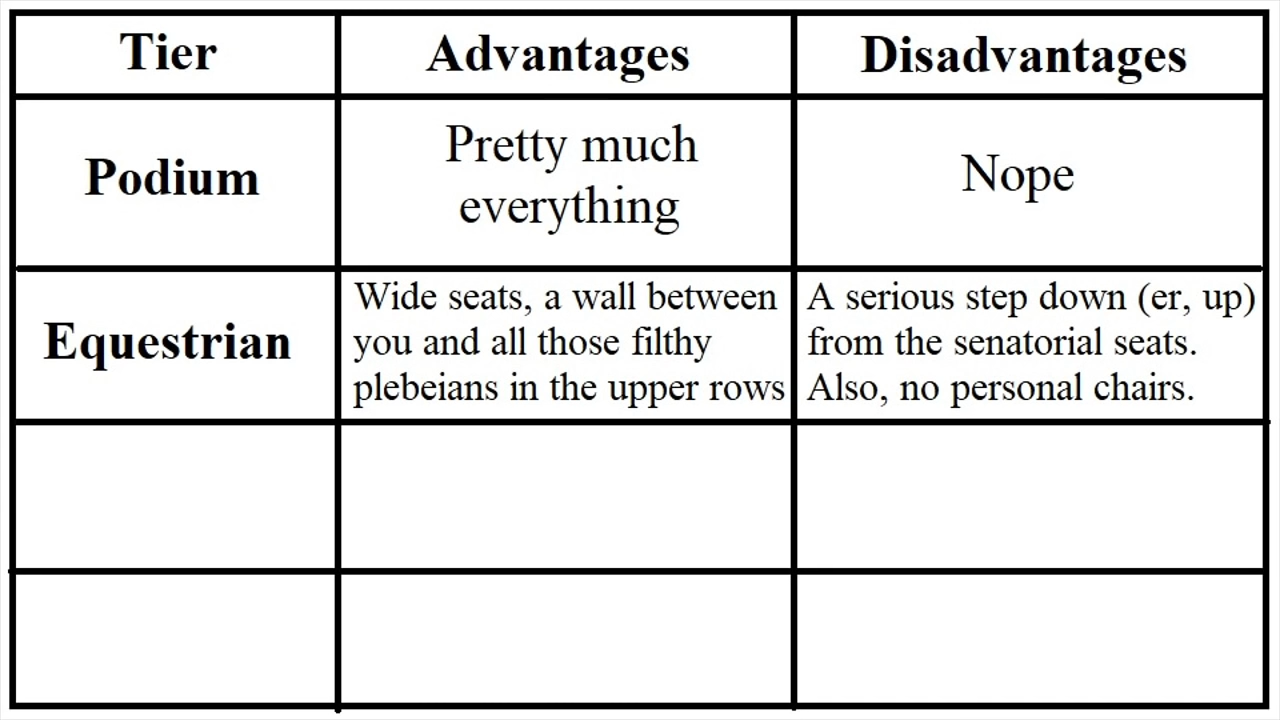 Tier
Advantages
Disadvantages
Podium
Pretty much
everything
Nope
Equestrian
Wide seats, a wall between
you and all those filthy
plebeians in the upper rows
A serious step down (er, up)
from the senatorial seats.
Also, no personal chairs.